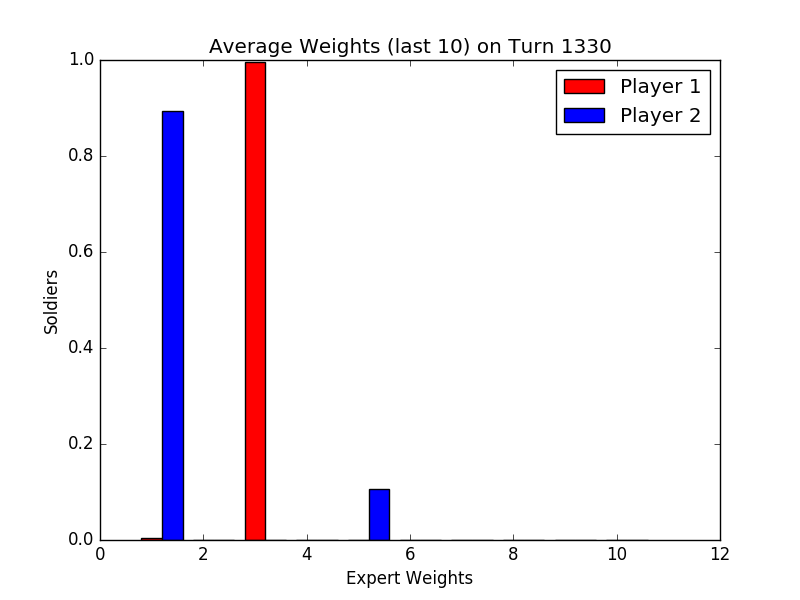 Average Weights (last 10) on Turn 1330
Player 1
Player 2
1.0
0.8
0.6
0.4
0.2
0.0
Soldiers
0 2 4 6 8 10 12
Expert Weights